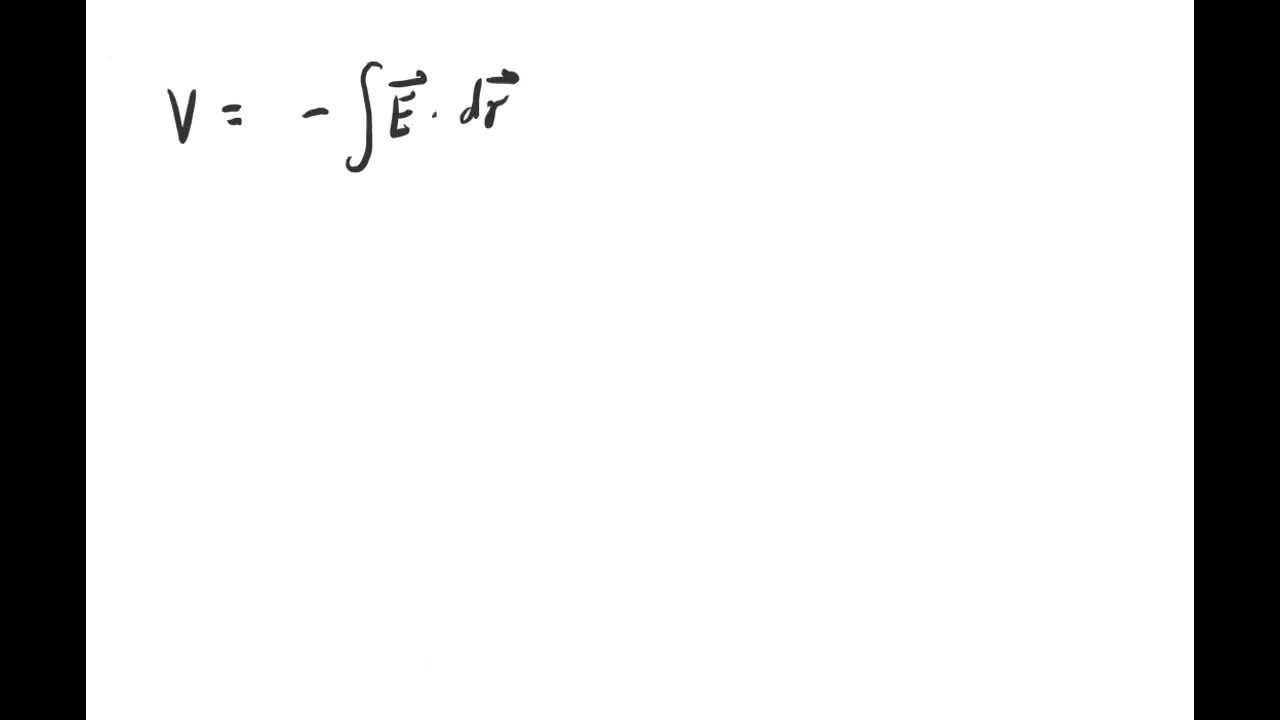 V = - ∫ E⃗ · dr⃗